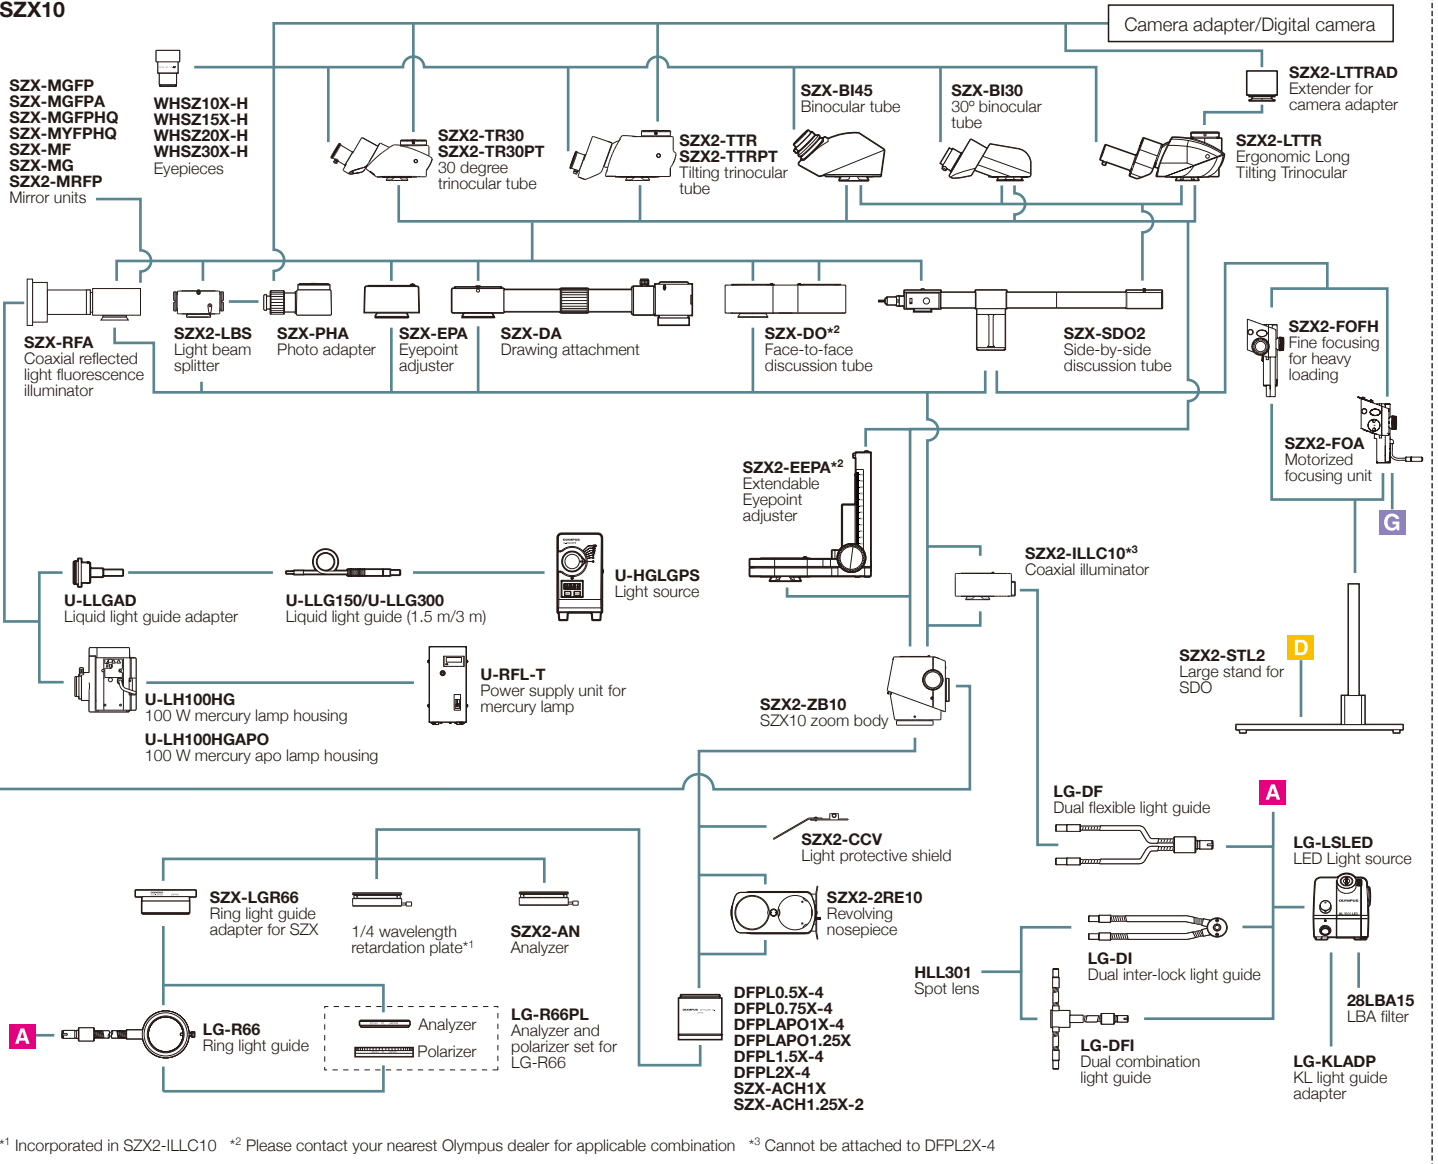 SZX10
Camera adapter/Digital camera
SZX-MGFP
SZX-MGFPA
SZX-MGFPHQ
SZX-MYFPHQ
SZX-MF
SZX-MG
SZX2-MRFP
Mirror units
WHSZ10X-H
WHSZ15X-H
WHSZ20X-H
WHSZ30X-H
Eyepieces
SZX2-TR30
SZX2-TR30PT
30 degree
trinocular tube
SZX2-TTR
SZX2-TTRPT
Tilting trinocular
tube
SZX-BI45
Binocular tube
SZX-BI30
30º binocular
tube
SZX2-LTTRAD
Extender for
camera adapter
SZX2-LTTR
Ergonomic Long
Tilting Trinocular
SZX-RFA
Coaxial reflected
light fluorescence
illuminator
SZX2-LBS
Light beam
splitter
SZX-PHA
Photo adapter
SZX-EPA
Eyepoint
adjuster
SZX-DA
Drawing attachment
SZX-DO*2
Face-to-face
discussion tube
SZX-SDO2
Side-by-side
discussion tube
SZX2-FOFH
Fine focusing
for heavy
loading
SZX2-FOA
Motorized
focusing unit
G
SZX2-EEPA*2
Extendable
Eyepoint
adjuster
SZX2-ILLC10*3
Coaxial illuminator
U-LLGAD
Liquid light guide adapter
U-LLG150/U-LLG300
Liquid light guide (1.5 m/3 m)
OLYMPUS
U-HGLGPS
Light source
U-LH100HG
100 W mercury lamp housing
U-LH100HGAPO
100 W mercury apo lamp housing
U-RFL-T
Power supply unit for
mercury lamp
SZX2-ZB10
SZX10 zoom body
SZX2-STL2
Large stand for
SDO
D
SZX2-CCV
Light protective shield
LG-DF
Dual flexible light guide
A
LG-LSLED
LED Light source
OLYMPUS
SZX-LGR66
Ring light guide
adapter for SZX
1/4 wavelength
retardation plate*1
SZX2-AN
Analyzer
SZX2-2RE10
Revolving
nosepiece
HLL301
Spot lens
LG-DI
Dual inter-lock light guide
28LBA15
LBA filter
A
LG-R66
Ring light guide
Analyzer
Polarizer
LG-R66PL
Analyzer and
polarizer set for
LG-R66
OLYMPUS
DFPL0.5X-4
DFPL0.75X-4
DFPLAPO1X-4
DFPLAPO1.25X
DFPL1.5X-4
DFPL2X-4
SZX-ACH1X
SZX-ACH1.25X-2
LG-DFI
Dual combination
light guide
LG-KLADP
KL light guide
adapter
*1 Incorporated in SZX2-ILLC10 *2 Please contact your nearest Olympus dealer for applicable combination *3 Cannot be attached to DFPL2X-4